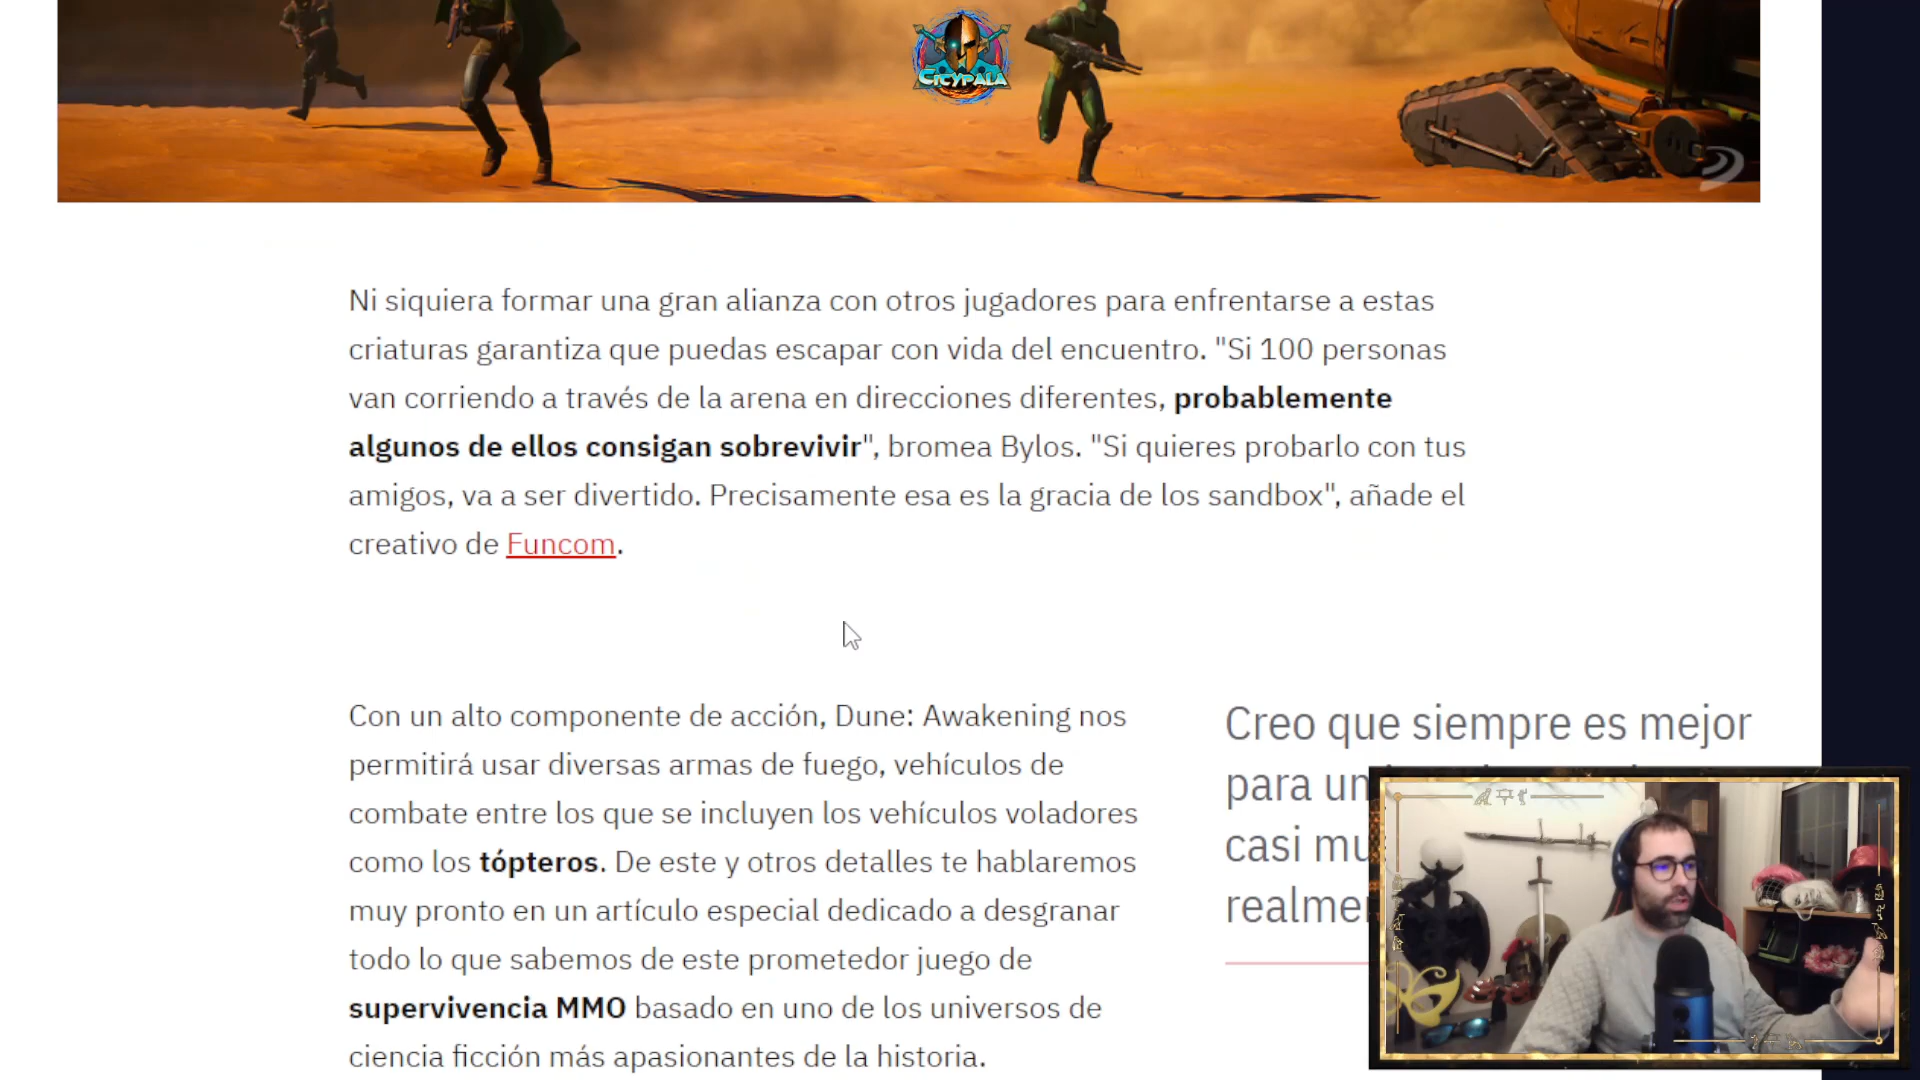 CITYPALA
Ni siquiera formar una gran alianza con otros jugadores para enfrentarse a estas
criaturas garantiza que puedas escapar con vida del encuentro. "Si 100 personas
van corriendo a través de la arena en direcciones diferentes, probablemente
algunos de ellos consigan sobrevivir", bromea Bylos. "Si quieres probarlo con tus
amigos, va a ser divertido. Precisamente esa es la gracia de los sandbox", añade el
creativo de Funcom.
Con un alto componente de acción, Dune: Awakening nos
permitirá usar diversas armas de fuego, vehículos de
combate entre los que se incluyen los vehículos voladores
como los tópteros. De este y otros detalles te hablaremos
muy pronto en un artículo especial dedicado a desgranar
todo lo que sabemos de este prometedor juego de
supervivencia MMO basado en uno de los universos de
ciencia ficción más apasionantes de la historia.
Creo que siempre es mejor
para
casi